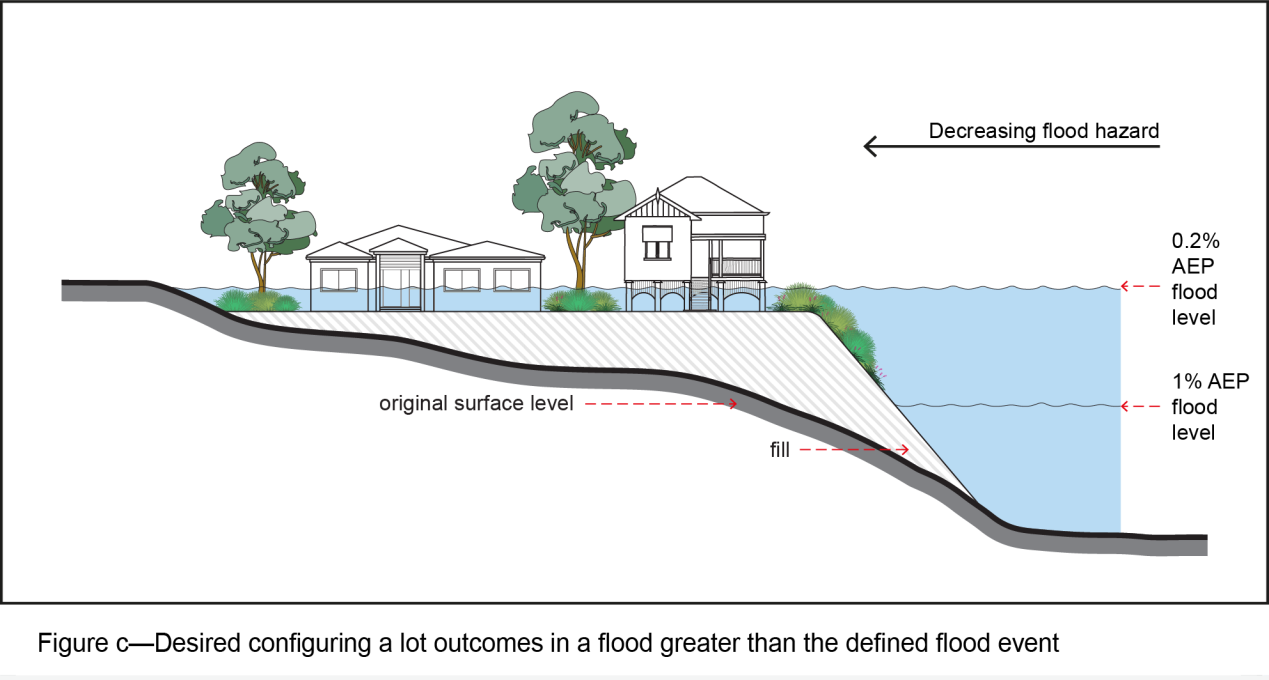 Decreasing flood hazard
0.2%
AEP
flood
level
1% AEP
flood
level
original surface level
fill
Figure c—Desired configuring a lot outcomes in a flood greater than the defined flood event